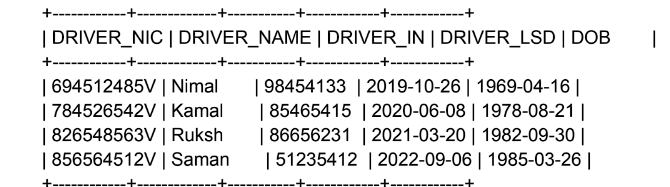 +------------+-------------+-----------+------------+------------+
| DRIVER_NIC | DRIVER_NAME | DRIVER_IN | DRIVER_LSD | DOB |
+------------+-------------+-----------+------------+------------+
| 694512485V | Nimal | 98454133 | 2019-10-26 | 1969-04-16 |
| 784526542V | Kamal | 85465415 | 2020-06-08 | 1978-08-21 |
| 826548563V | Ruksh | 86656231 | 2021-03-20 | 1982-09-30 |
| 856564512V | Saman | 51235412 | 2022-09-06 | 1985-03-26 |
+------------+-------------+-----------+------------+------------+